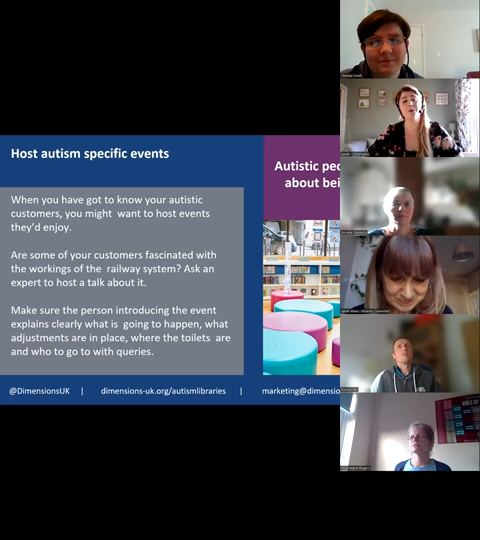 Host autism specific events
When you have got to know your autistic
customers, you might want to host events
they'd enjoy.
Are some of your customers fascinated with
the workings of the railway system? Ask an
expert to host a talk about it.
Make sure the person introducing the event
explains clearly what is going to happen, what
adjustments are in place, where the toilets are
and who to go to with queries.
Autistic peo
about bei
@DimensionsUK | dimensions-uk.org/autismlibraries | marketing@dimensio